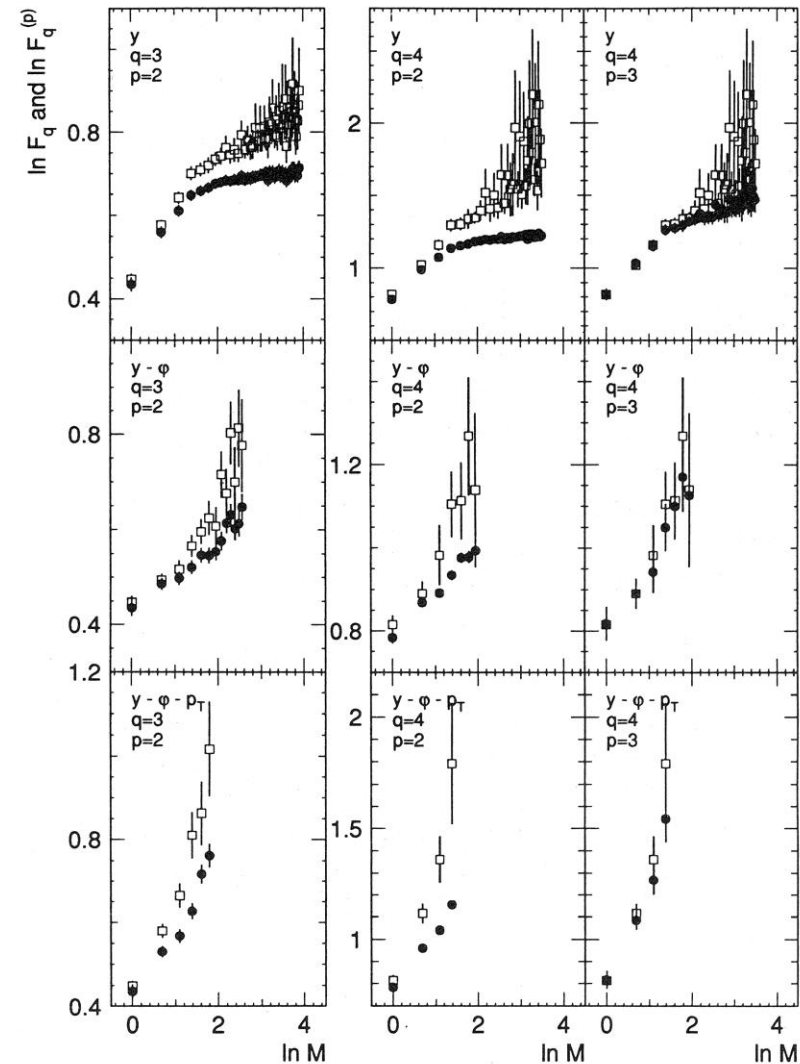 ln F_q and ln F_q^(p)
y
q=3
p=2
y
q=4
p=2
y
q=4
p=3
0.8
0.4
2
1
y - φ
q=3
p=2
y - φ
q=4
p=2
y - φ
q=4
p=3
0.8
0.4
1.2
0.8
y - φ - p_T
q=3
p=2
y - φ - p_T
q=4
p=2
y - φ - p_T
q=4
p=3
1.2
0.8
0.4
2
1.5
1
0 2 4
0 2 4
0 2 4
ln M
ln M
ln M